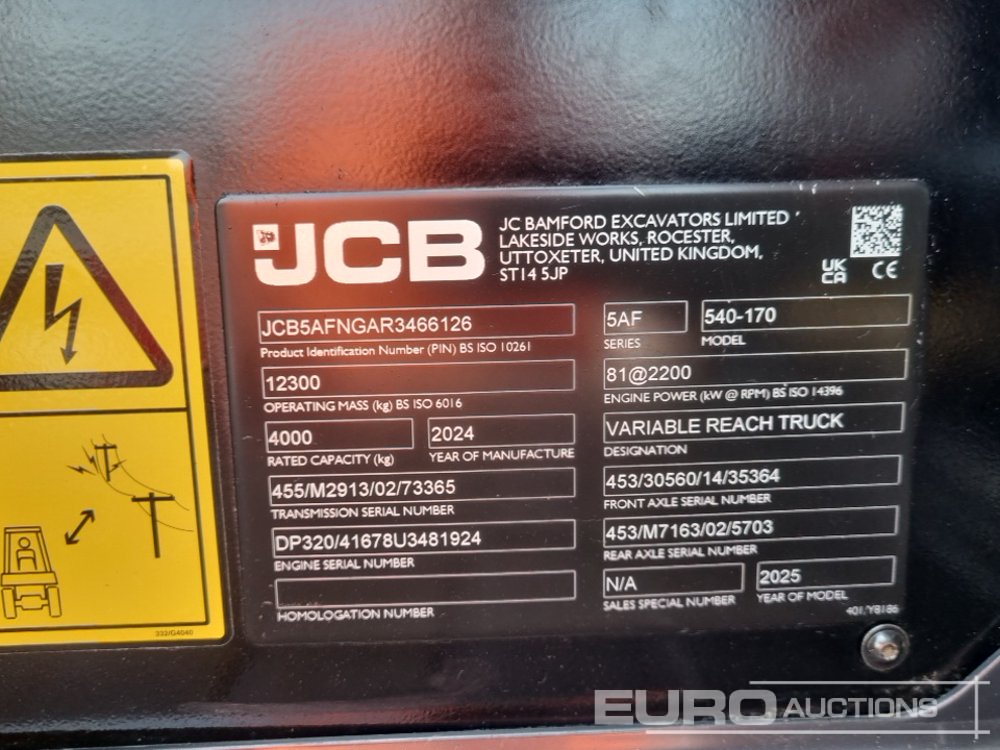 JCB
JC BAMFORD EXCAVATORS LIMITED
LAKESIDE WORKS, ROCESTER,
UTTOXETER, UNITED KINGDOM,
ST14 5JP
UK
CA
CE
JCB5AFNGAR3466126
Product Identification Number (PIN) BS ISO 10261
5AF
SERIES
540-170
MODEL
12300
OPERATING MASS (kg) BS ISO 6016
81@2200
ENGINE POWER (kW @ RPM) BS ISO 14396
4000
RATED CAPACITY (kg)
2024
YEAR OF MANUFACTURE
VARIABLE REACH TRUCK
DESIGNATION
455/M2913/02/73365
TRANSMISSION SERIAL NUMBER
453/30560/14/35364
FRONT AXLE SERIAL NUMBER
DP320/41678U3481924
ENGINE SERIAL NUMBER
453/M7163/02/5703
REAR AXLE SERIAL NUMBER
HOMOLOGATION NUMBER
N/A
SALES SPECIAL NUMBER
2025
YEAR OF MODEL
401/Y8186
332/G4040
EURO AUCTIONS